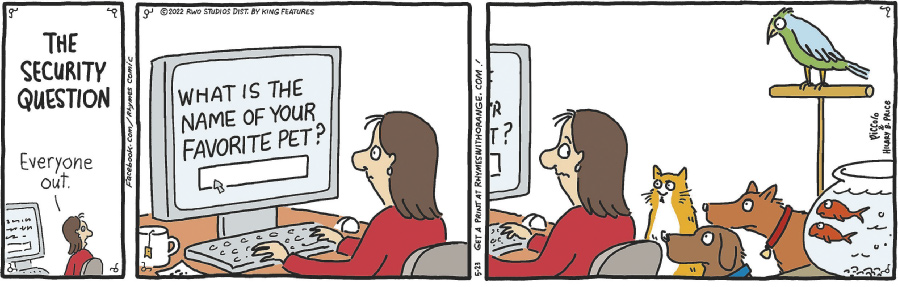 THE
SECURITY
QUESTION
Everyone
out.
Facebook.com/Rhymes comic
©2022 RWO STUDIOS DIST. BY KING FEATURES
WHAT IS THE
NAME OF YOUR
FAVORITE PET?
5-23 GET A PRINT AT RHYMESWITHORANGE.COM!
R
T?
PICCOLO
&
HILARY B. PRICE